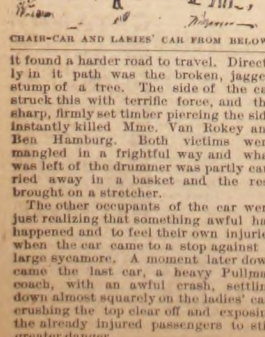 CHAIR-CAR AND LADIES' CAR FROM BELOW
it found a harder road to travel. Direct
ly in it path was the broken, jagge
stump of a tree. The side of the ca
struck this with terrific force, and th
sharp, firmly set timber piercing the sid
instantly killed Mme. Van Rokey an
Ben Hamburg. Both victims wer
mangled in a frightful way and wha
was left of the drummer was partly car
ried away in a basket and the res
brought on a stretcher.
The other occupants of the car wer
just realizing that something awful ha
happened and to feel their own injurie
when the car came to a stop against
large sycamore. A moment later dow
came the last car, a heavy Pullma
coach, with an awful crash, settlin
down almost squarely on the ladies' ca
crushing the top clear off and exposin
the already injured passengers to sti
greater danger